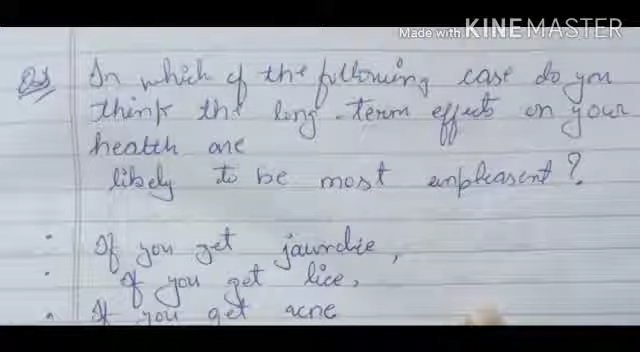 Made with KINEMASTER
Q3 In which of the following case do you
think the long-term effects on your
health are
likely to be most unpleasent?
• If you get jaundice,
• If you get lice,
• If you get acne